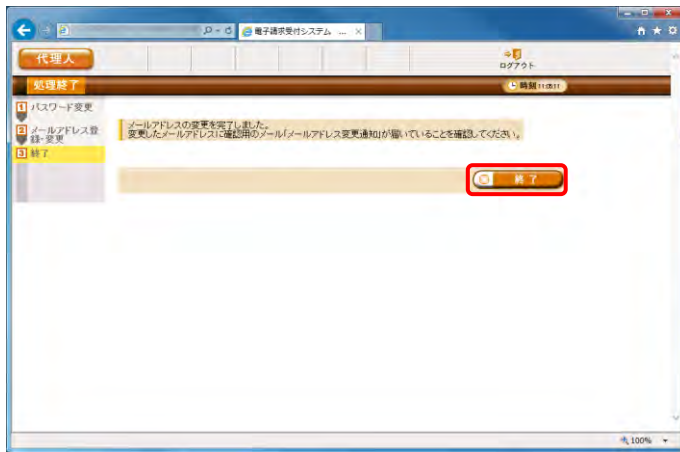 電子請求受付システム ... ×
代理人
ログアウト
処理終了
時刻
1 パスワード変更
2 メールアドレス登
録・変更
3 終了
メールアドレスの変更を完了しました。
変更したメールアドレスに確認用のメール「メールアドレス変更通知」が届いていることを確認してください。
終了
100%